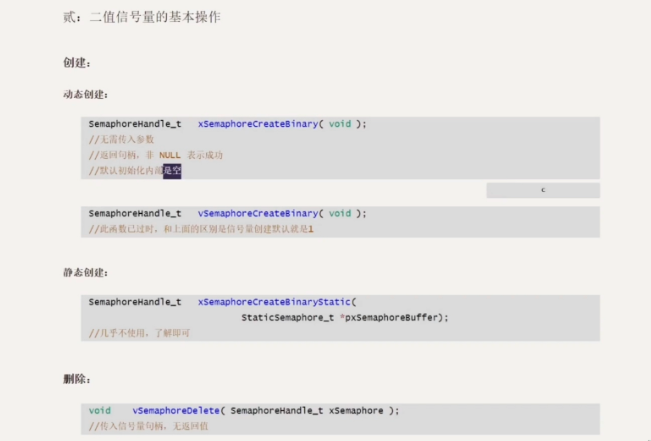 贰：二值信号量的基本操作
创建：
动态创建：
SemaphoreHandle_t xSemaphoreCreateBinary( void );
//无需传入参数
//返回句柄，非 NULL 表示成功
//默认初始化内部是空
c
SemaphoreHandle_t vSemaphoreCreateBinary( void );
//此函数已过时，和上面的区别是信号量创建默认就是1
静态创建：
SemaphoreHandle_t xSemaphoreCreateBinaryStatic(
StaticSemaphore_t *pxSemaphoreBuffer);
//几乎不使用，了解即可
删除：
void vSemaphoreDelete( SemaphoreHandle_t xSemaphore );
//传入信号量句柄，无返回值